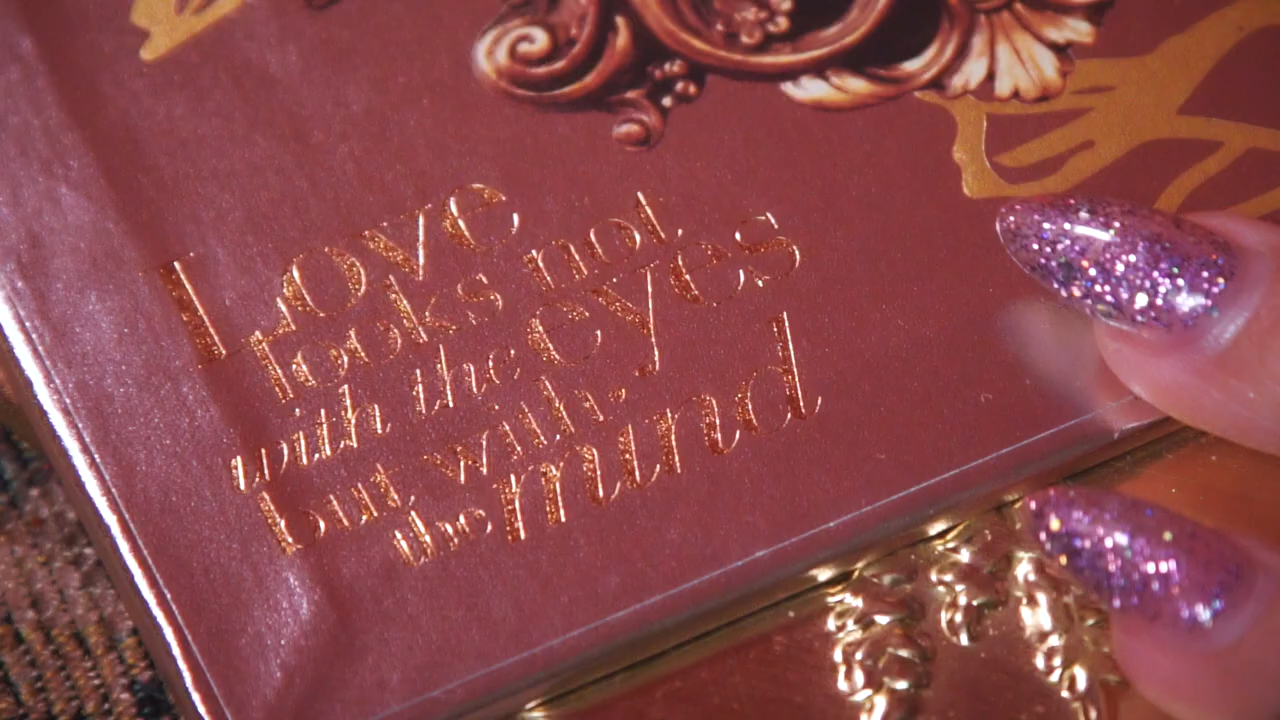 Love
looks not
with the eyes
but with
the mind